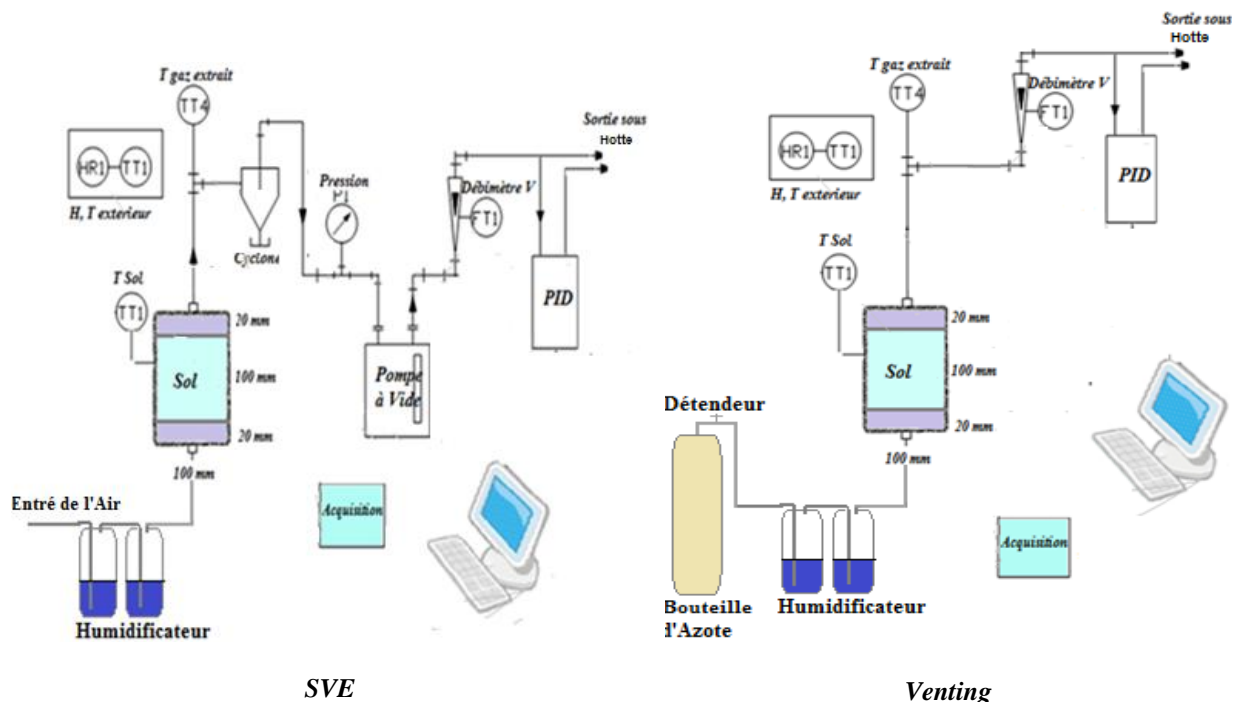 T gaz extrait
TT4
HR1
TT1
H, T exterieur
Cyclone
Pression
P1
Débimètre V
FT1
Sortie sous
Hotte
PID
T Sol
TT1
20 mm
Sol
100 mm
20 mm
100 mm
Pompe
à Vide
Entré de l'Air
Humidificateur
Acquisition
SVE
Sortie sous
Hotte
T gaz extrait
TT4
Débimètre V
FT1
HR1
TT1
H, T exterieur
PID
T Sol
TT1
20 mm
Sol
100 mm
20 mm
100 mm
Détendeur
Bouteille
d'Azote
Humidificateur
Acquisition
Venting